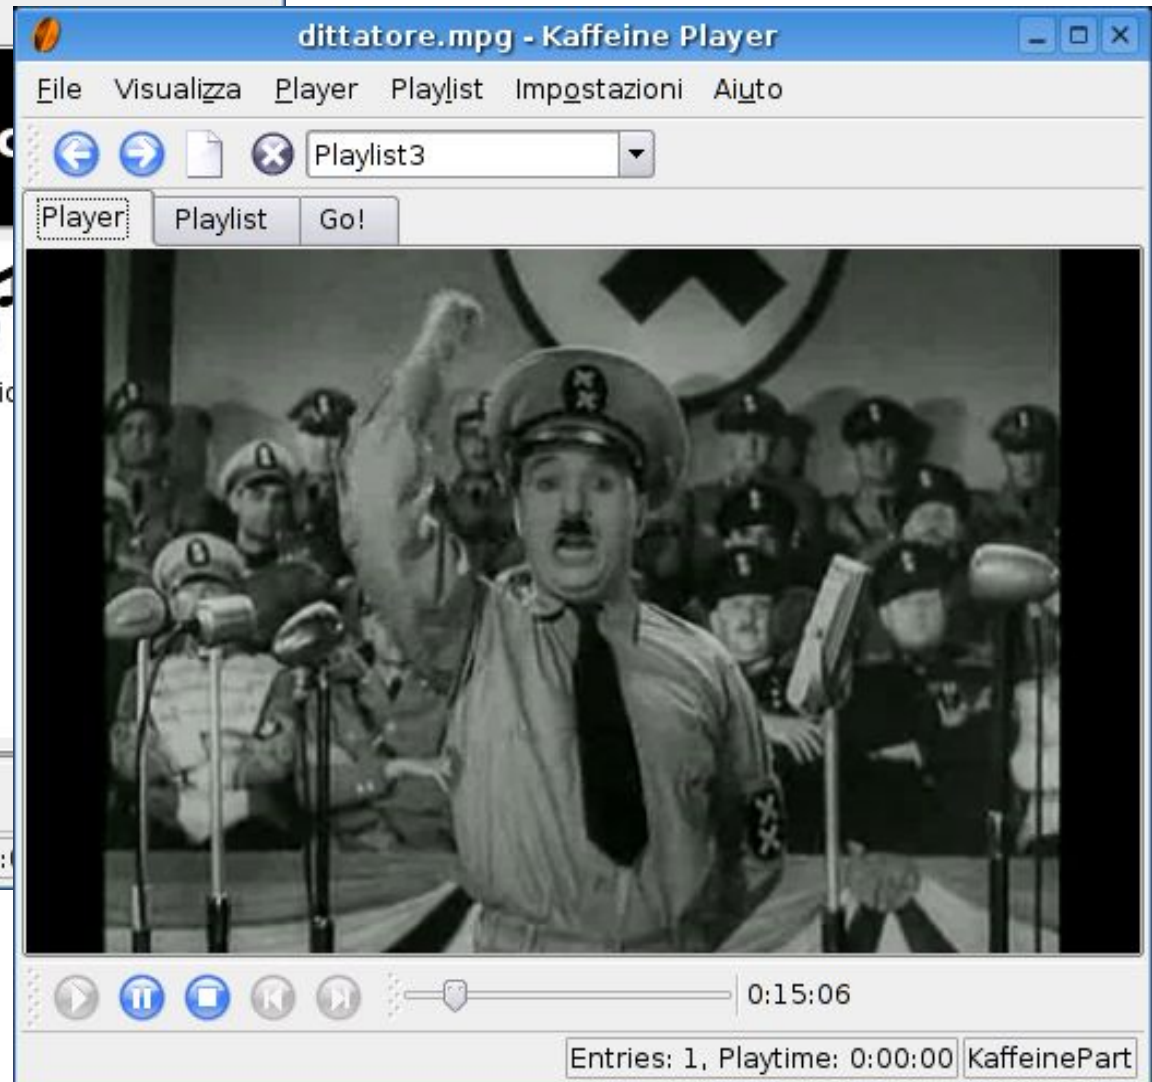 dittatore.mpg - Kaffeine Player
File Visualizza Player Playlist Impostazioni Aiuto
Playlist3
Player Playlist Go!
0:15:06
Entries: 1, Playtime: 0:00:00 KaffeinePart